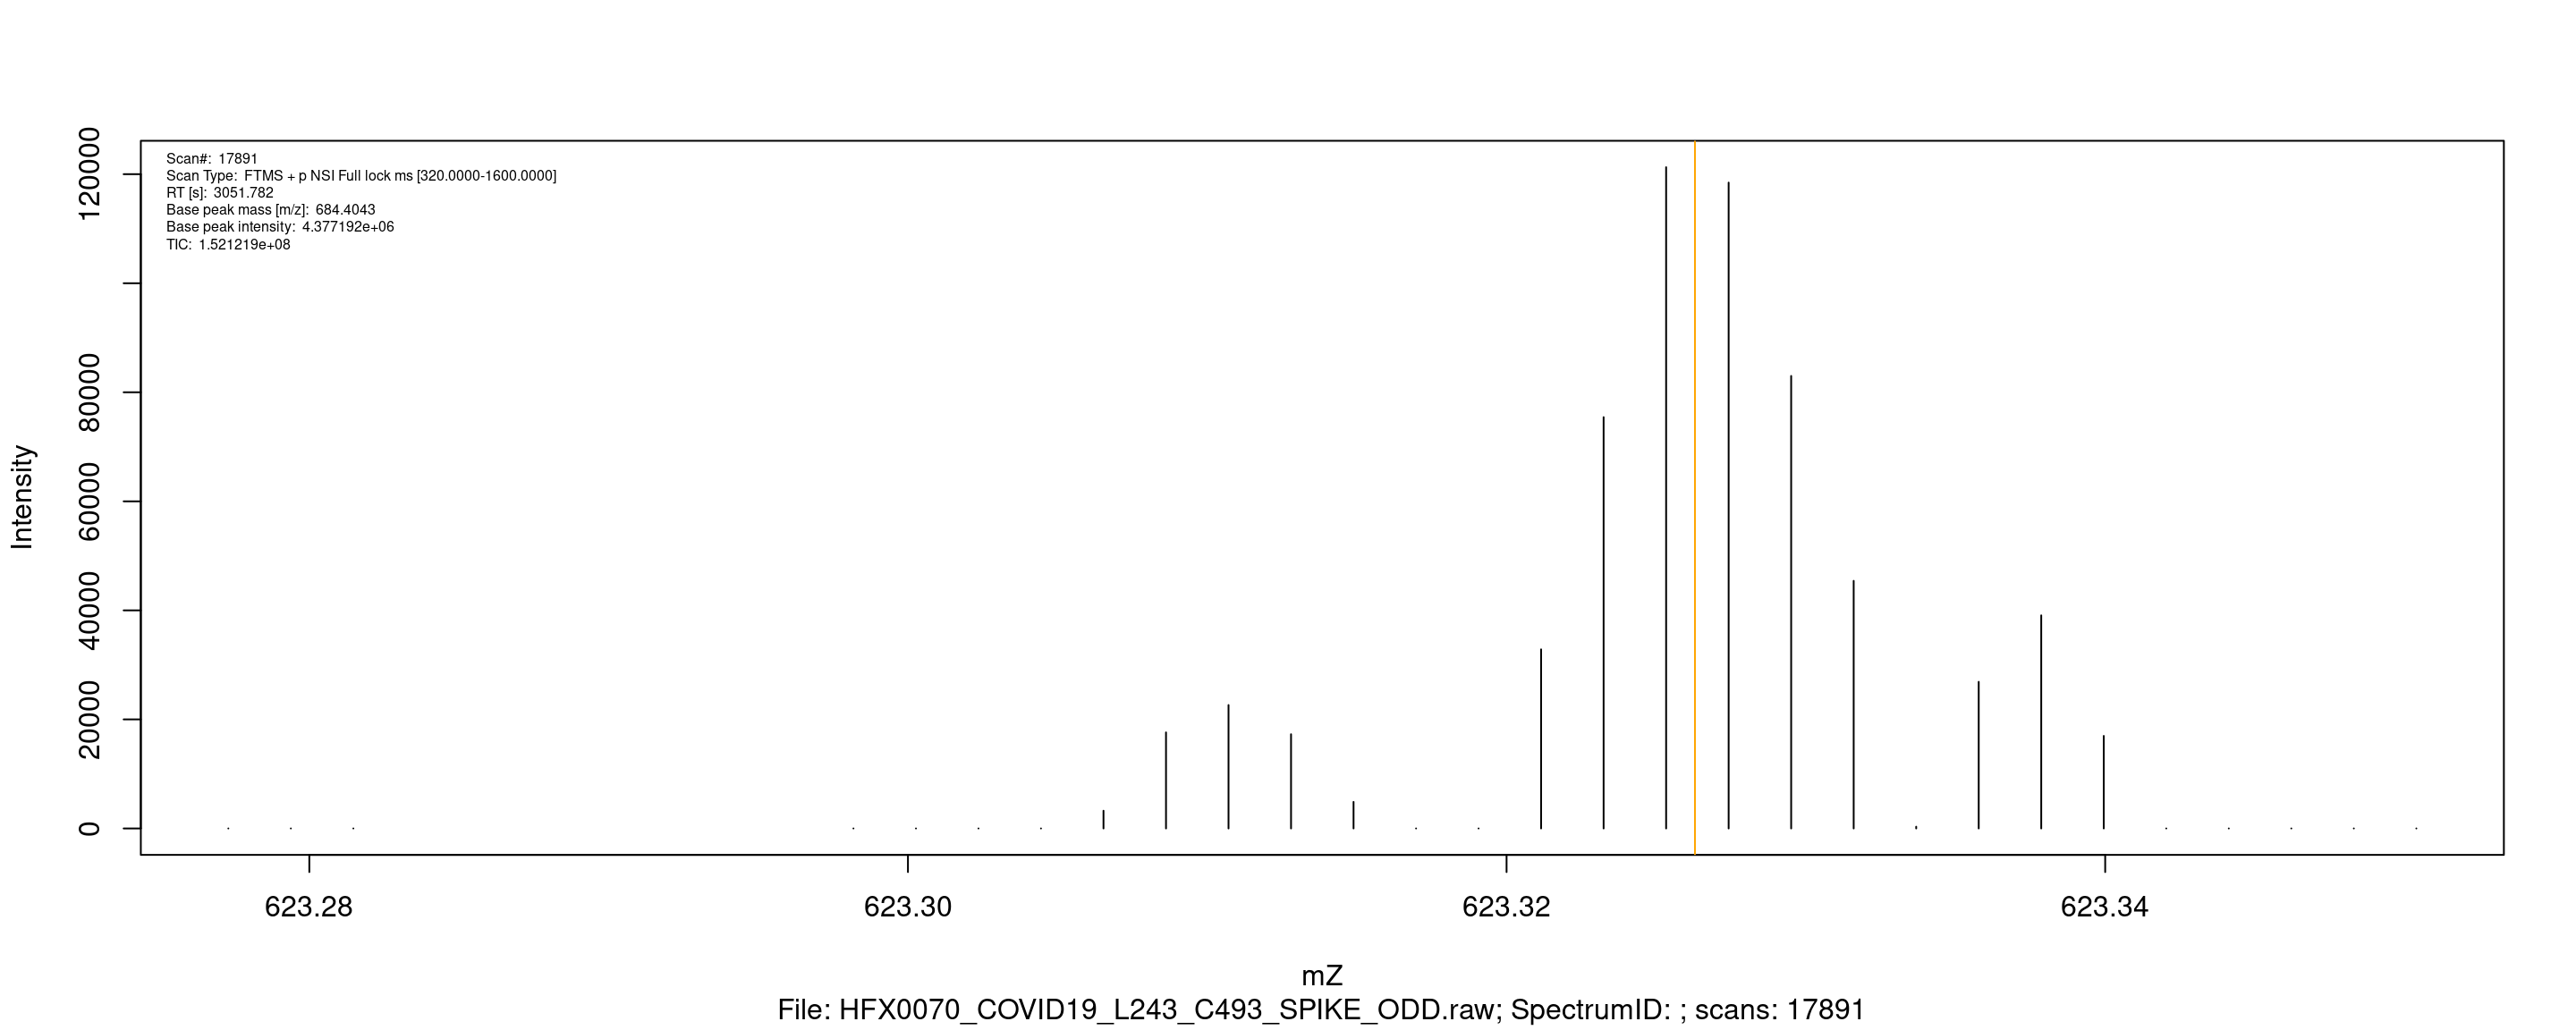 Scan#: 17891
Scan Type: FTMS + p NSI Full lock ms [320.0000-1600.0000]
RT [s]: 3051.782
Base peak mass [m/z]: 684.4043
Base peak intensity: 4.377192e+06
TIC: 1.521219e+08
Intensity
120000
80000
60000
40000
20000
0
623.28 623.30 623.32 623.34
mZ
File: HFX0070_COVID19_L243_C493_SPIKE_ODD.raw; SpectrumID: ; scans: 17891